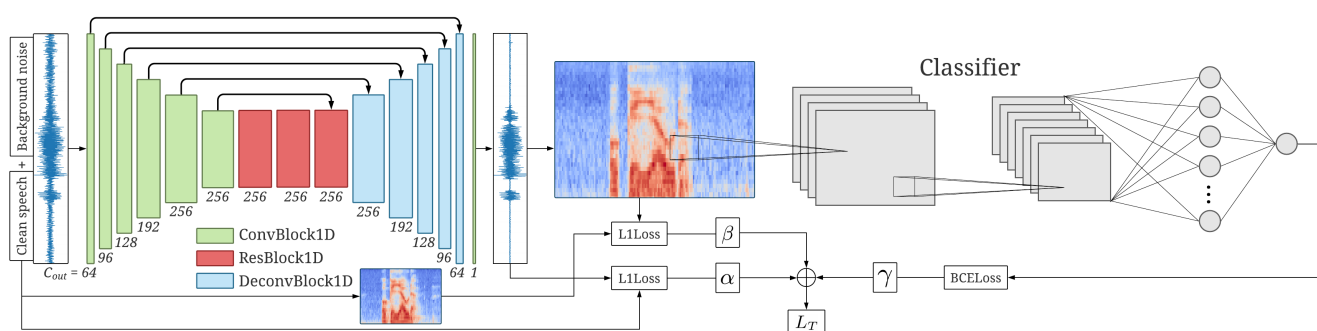 Background noise
+
Clean speech
C_out = 64
96
128
192
256
256
256
256
256
256
192
128
96
64
1
ConvBlock1D
ResBlock1D
DeconvBlock1D
Classifier
L1Loss
β
L1Loss
α
γ
BCELoss
L_T